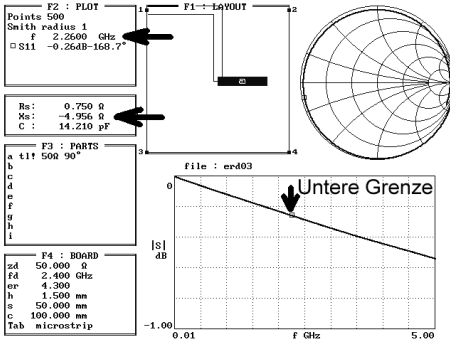 F2 : PLOT
Points 500
Smith radius 1
f 2.2600 GHz
S11 -0.26dB-168.7°
Rs: 0.750 Ω
Xs: -4.956 Ω
C : 14.210 pF
F3 : PARTS
a tl! 50Ω 90°
b
c
d
e
f
g
h
i
F4 : BOARD
zd 50.000 Ω
fd 2.400 GHz
er 4.300
h 1.500 mm
s 50.000 mm
c 100.000 mm
Tab microstrip
F1 : LAYOUT
1
2
a
3
4
file : erd03
0
Untere Grenze
|S|
dB
-1.00
0.01
f GHz
5.00